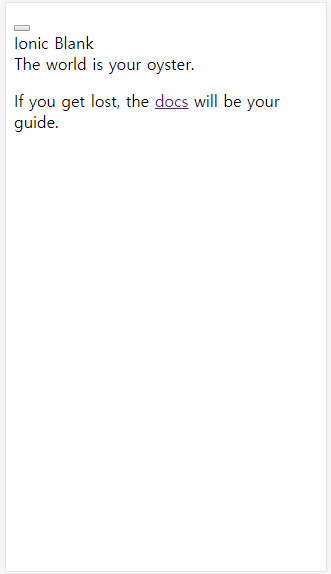 Ionic Blank
The world is your oyster.
If you get lost, the docs will be your
guide.